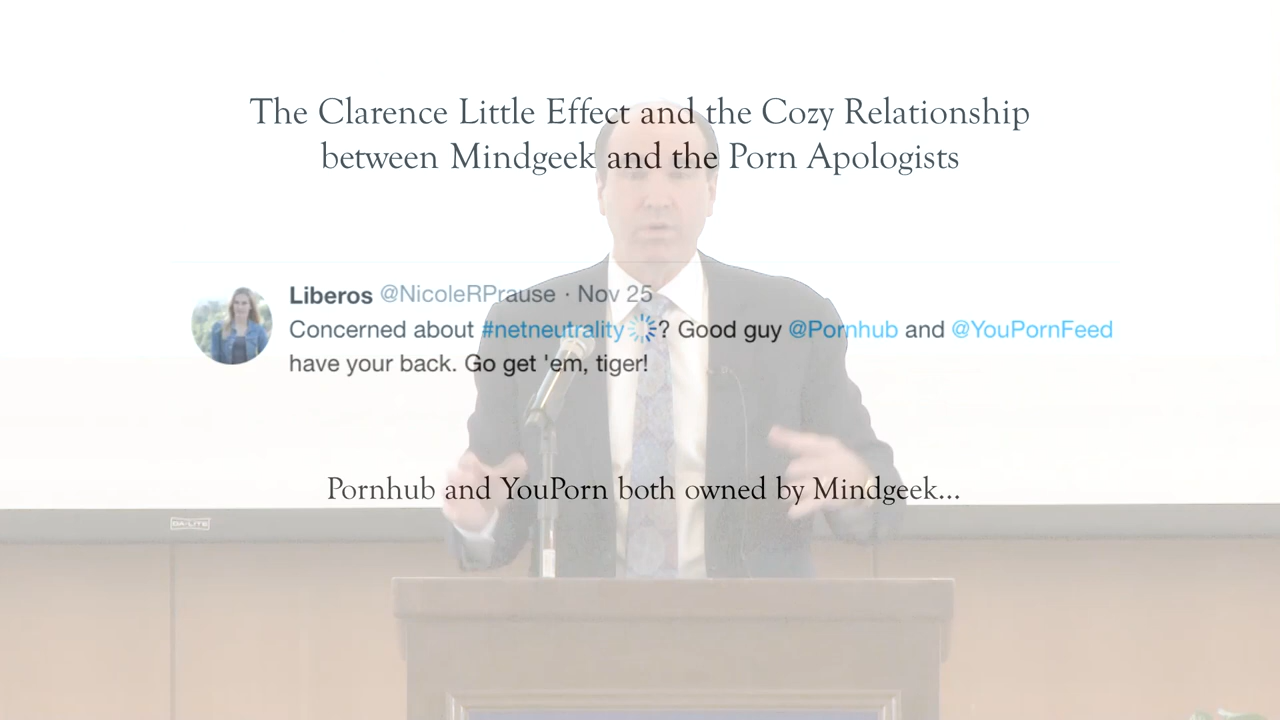 The Clarence Little Effect and the Cozy Relationship
between Mindgeek and the Porn Apologists
Liberos @NicoleRPrause · Nov 25
Concerned about #netneutrality ? Good guy @Pornhub and @YouPornFeed
have your back. Go get 'em, tiger!
Pornhub and YouPorn both owned by Mindgeek...
DA-LITE